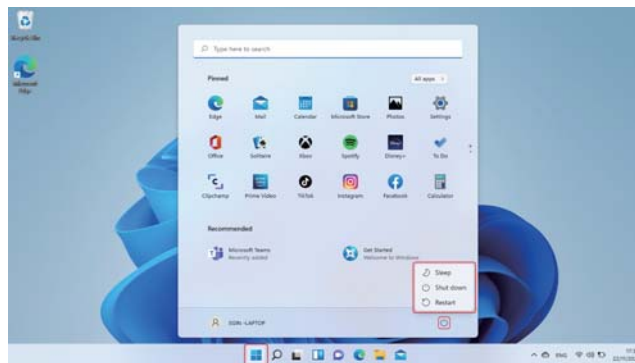 Recycle Bin
Microsoft
Edge
Type here to search
Pinned
All apps >
Edge
Mail
Calendar
Microsoft Store
Photos
Settings
Office
Solitaire
Xbox
Spotify
Disney+
To Do
Clipchamp
Prime Video
TikTok
Instagram
Facebook
Calculator
Recommended
Microsoft Teams
Recently added
Get Started
Welcome to Windows
Sleep
Shut down
Restart
-LAPTOP
ENG